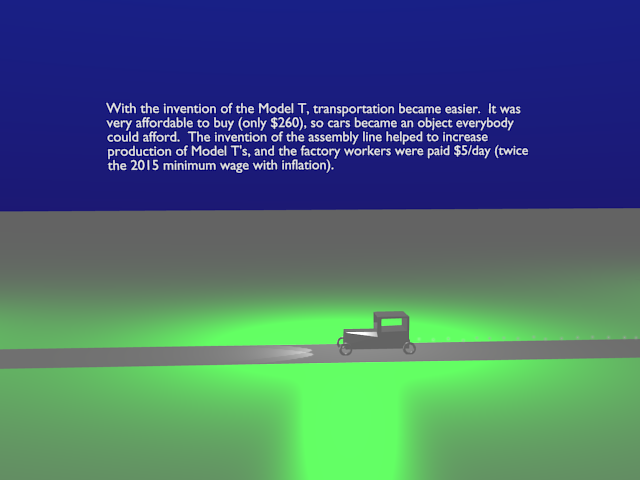 With the invention of the Model T, transportation became easier.  It was
very affordable to buy (only $260), so cars became an object everybody
could afford.  The invention of the assembly line helped to increase
production of Model T's, and the factory workers were paid $5/day (twice
the 2015 minimum wage with inflation).